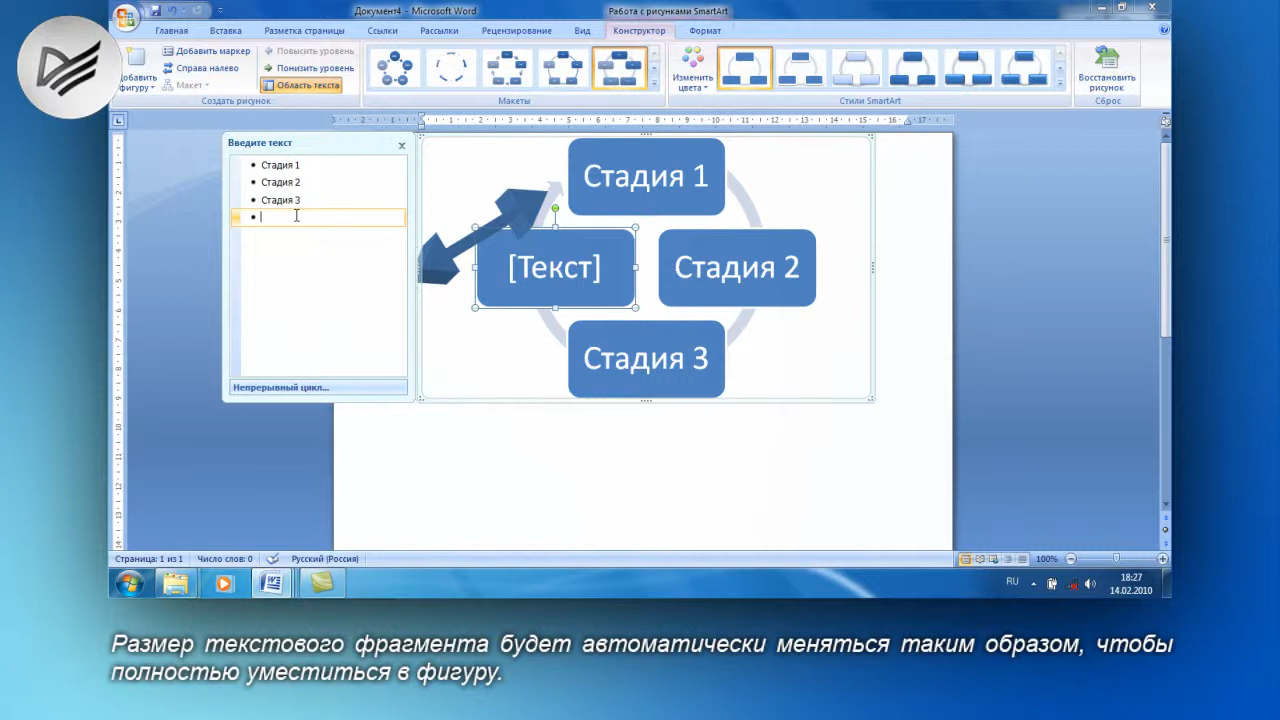 Документ4 - Microsoft Word
Работа с рисунками SmartArt
Главная Вставка Разметка страницы Ссылки Рассылки Рецензирование Вид Конструктор Формат
Добавить фигуру
Добавить маркер
Справа налево
Макет
Повысить уровень
Понизить уровень
Область текста
Изменить цвета
Восстановить рисунок
Создать рисунок Макеты Стили SmartArt Сброс
Введите текст
Стадия 1
Стадия 2
Стадия 3
Непрерывный цикл...
Стадия 1
[Текст]
Стадия 2
Стадия 3
Страница: 1 из 1 Число слов: 0 Русский (Россия) 100%
RU 18:27
14.02.2010
Размер текстового фрагмента будет автоматически меняться таким образом, чтобы
полностью уместиться в фигуру.